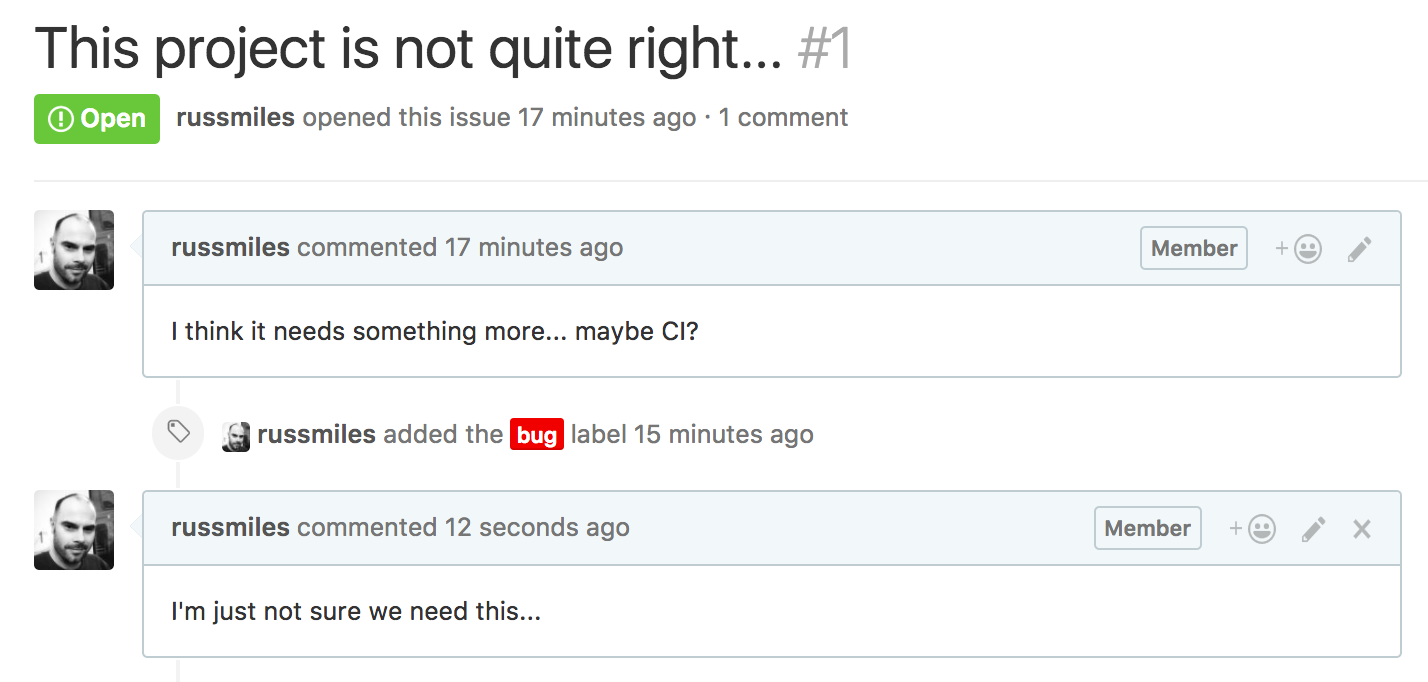 This project is not quite right... #1
Open russmiles opened this issue 17 minutes ago · 1 comment
russmiles commented 17 minutes ago Member +
I think it needs something more... maybe CI?
russmiles added the bug label 15 minutes ago
russmiles commented 12 seconds ago Member +
I'm just not sure we need this...